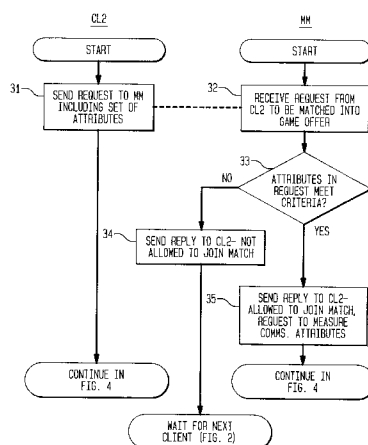 CL2
MM
START
START
31
SEND REQUEST TO MM
INCLUDING SET OF
ATTRIBUTES
32
RECEIVE REQUEST FROM
CL2 TO BE MATCHED INTO
GAME OFFER
33
ATTRIBUTES IN
REQUEST MEET
CRITERIA?
NO
YES
34
SEND REPLY TO CL2- NOT
ALLOWED TO JOIN MATCH
35
SEND REPLY TO CL2-
ALLOWED TO JOIN MATCH,
REQUEST TO MEASURE
COMMS. ATTRIBUTES
CONTINUE IN
FIG. 4
CONTINUE IN
FIG. 4
WAIT FOR NEXT
CLIENT (FIG. 2)